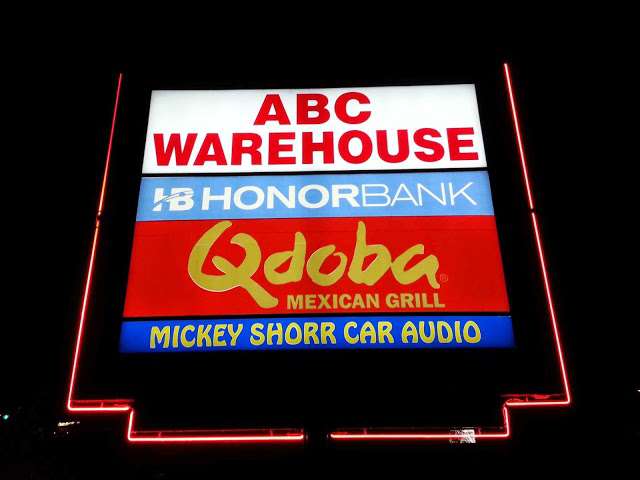 ABC
WAREHOUSE
HB HONORBANK
Qdoba®
MEXICAN GRILL
MICKEY SHORR CAR AUDIO